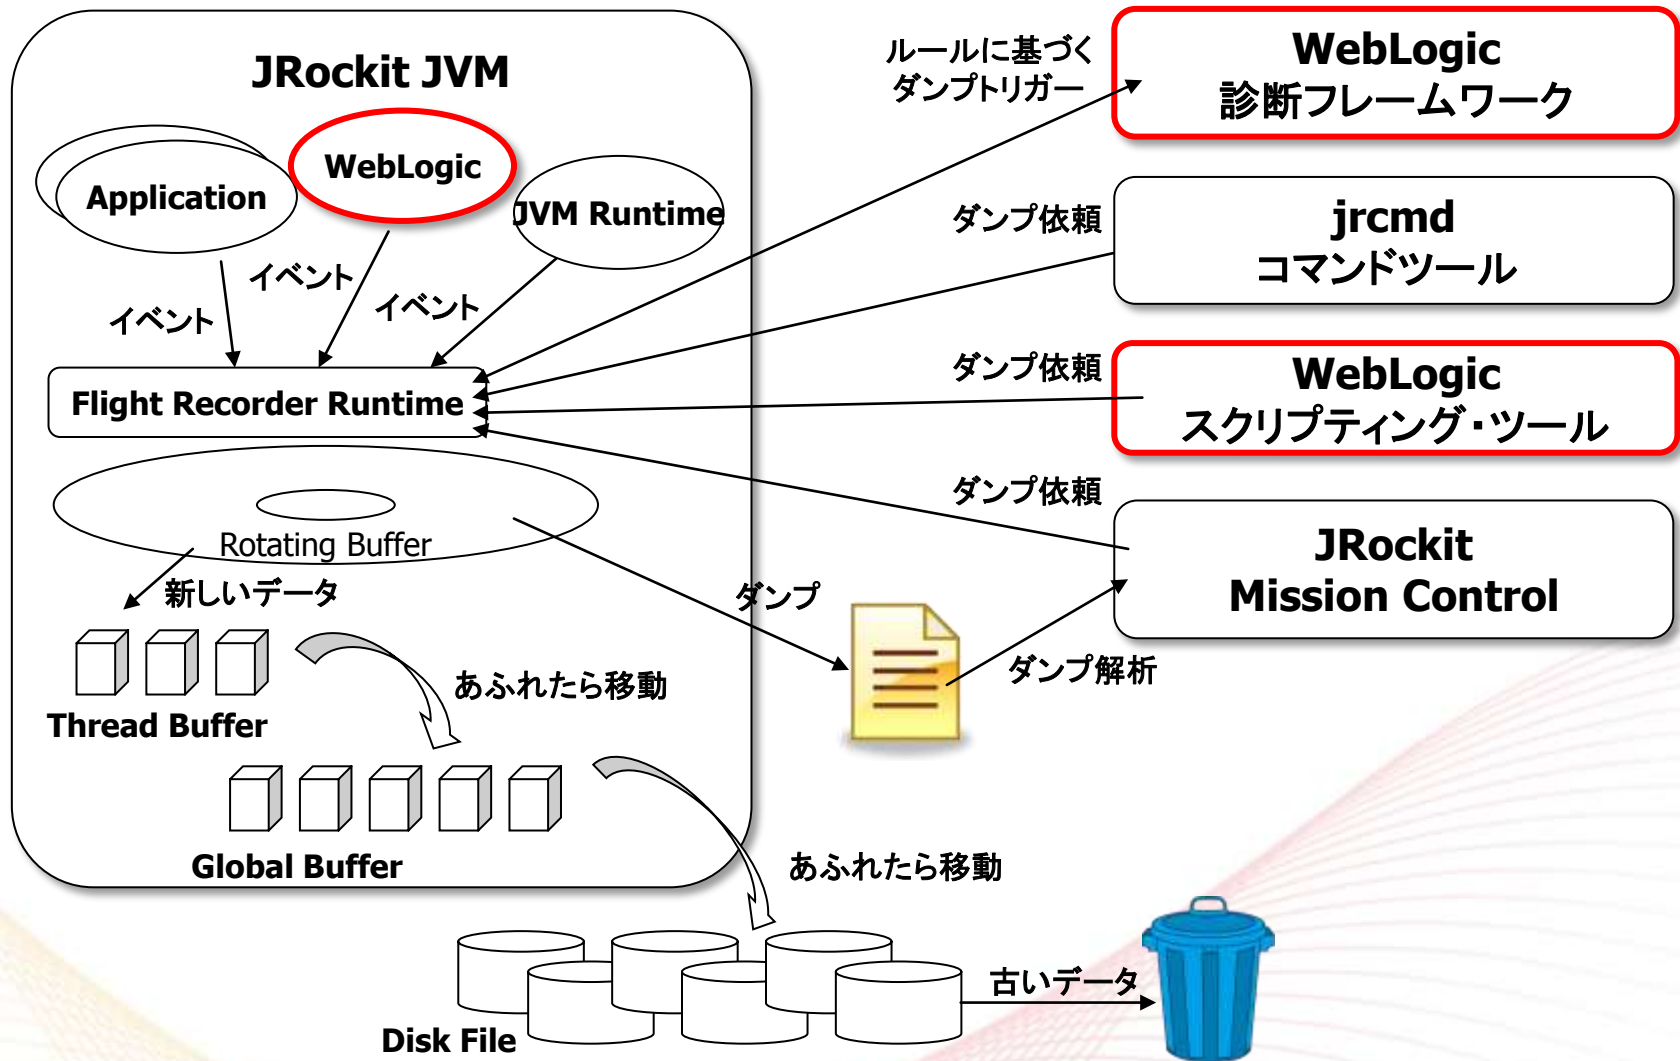 JRockit JVM
Application
WebLogic
JVM Runtime
イベント
イベント
イベント
Flight Recorder Runtime
Rotating Buffer
新しいデータ
Thread Buffer
あふれたら移動
Global Buffer
あふれたら移動
Disk File
古いデータ
ルールに基づく
ダンプトリガー
WebLogic
診断フレームワーク
ダンプ依頼
jrcmd
コマンドツール
ダンプ依頼
WebLogic
スクリプティング・ツール
ダンプ依頼
JRockit
Mission Control
ダンプ
ダンプ解析